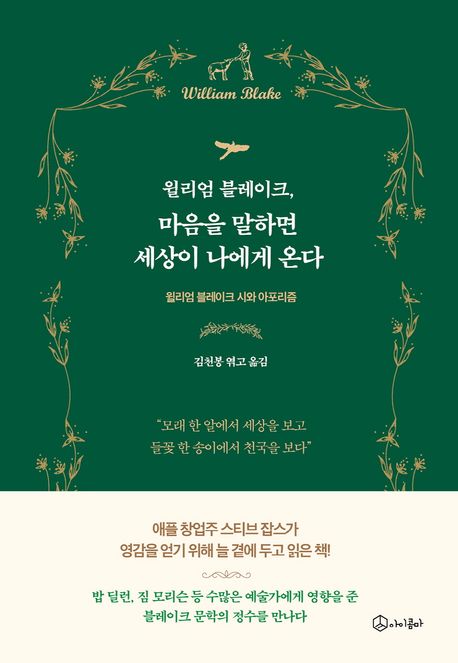 William Blake
윌리엄 블레이크,
마음을 말하면
세상이 나에게 온다
윌리엄 블레이크 시와 아포리즘
김천봉 엮고 옮김
“모래 한 알에서 세상을 보고
들꽃 한 송이에서 천국을 보다”
애플 창업주 스티브 잡스가
영감을 얻기 위해 늘 곁에 두고 읽은 책!
밥 딜런, 짐 모리슨 등 수많은 예술가에게 영향을 준
블레이크 문학의 정수를 만나다
아이콤마